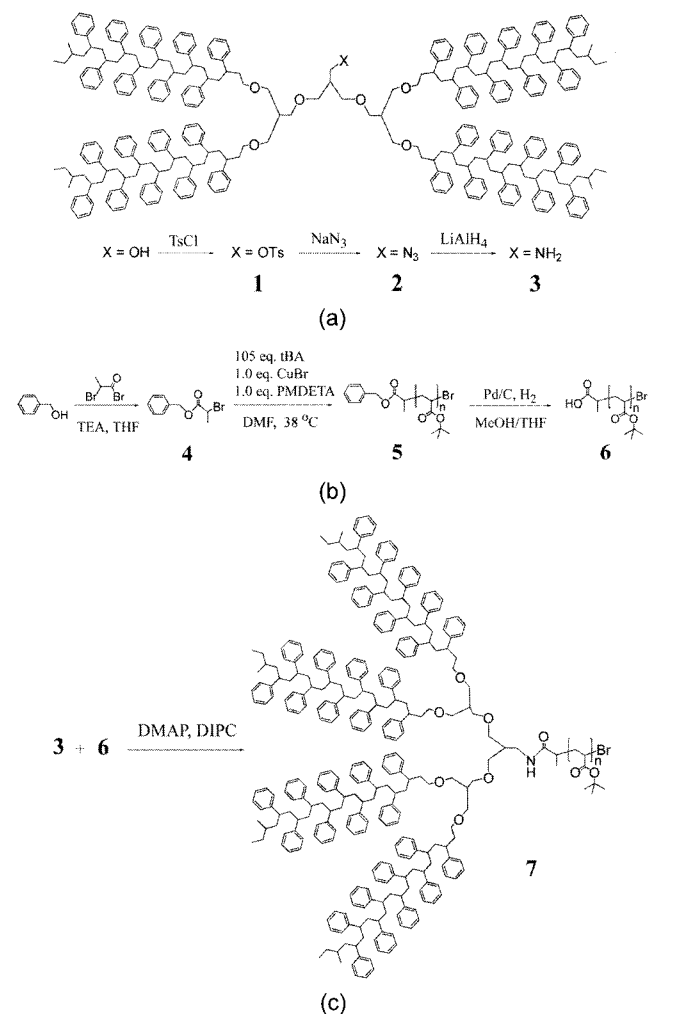 X
O O O O
O O
X = OH TsCl X = OTs NaN3 X = N3 LiAlH4 X = NH2
1 2 3
(a)
105 eq. tBA
1.0 eq. CuBr
1.0 eq. PMDETA
DMF, 38 °C
OH
Br O Br
TEA, THF
O O Br
4
O O n Br O O
5
Pd/C, H2
MeOH/THF
HO O n Br O O
6
(b)
3 + 6 DMAP, DIPC
O O O O O O
N H O n Br O O
7
(c)